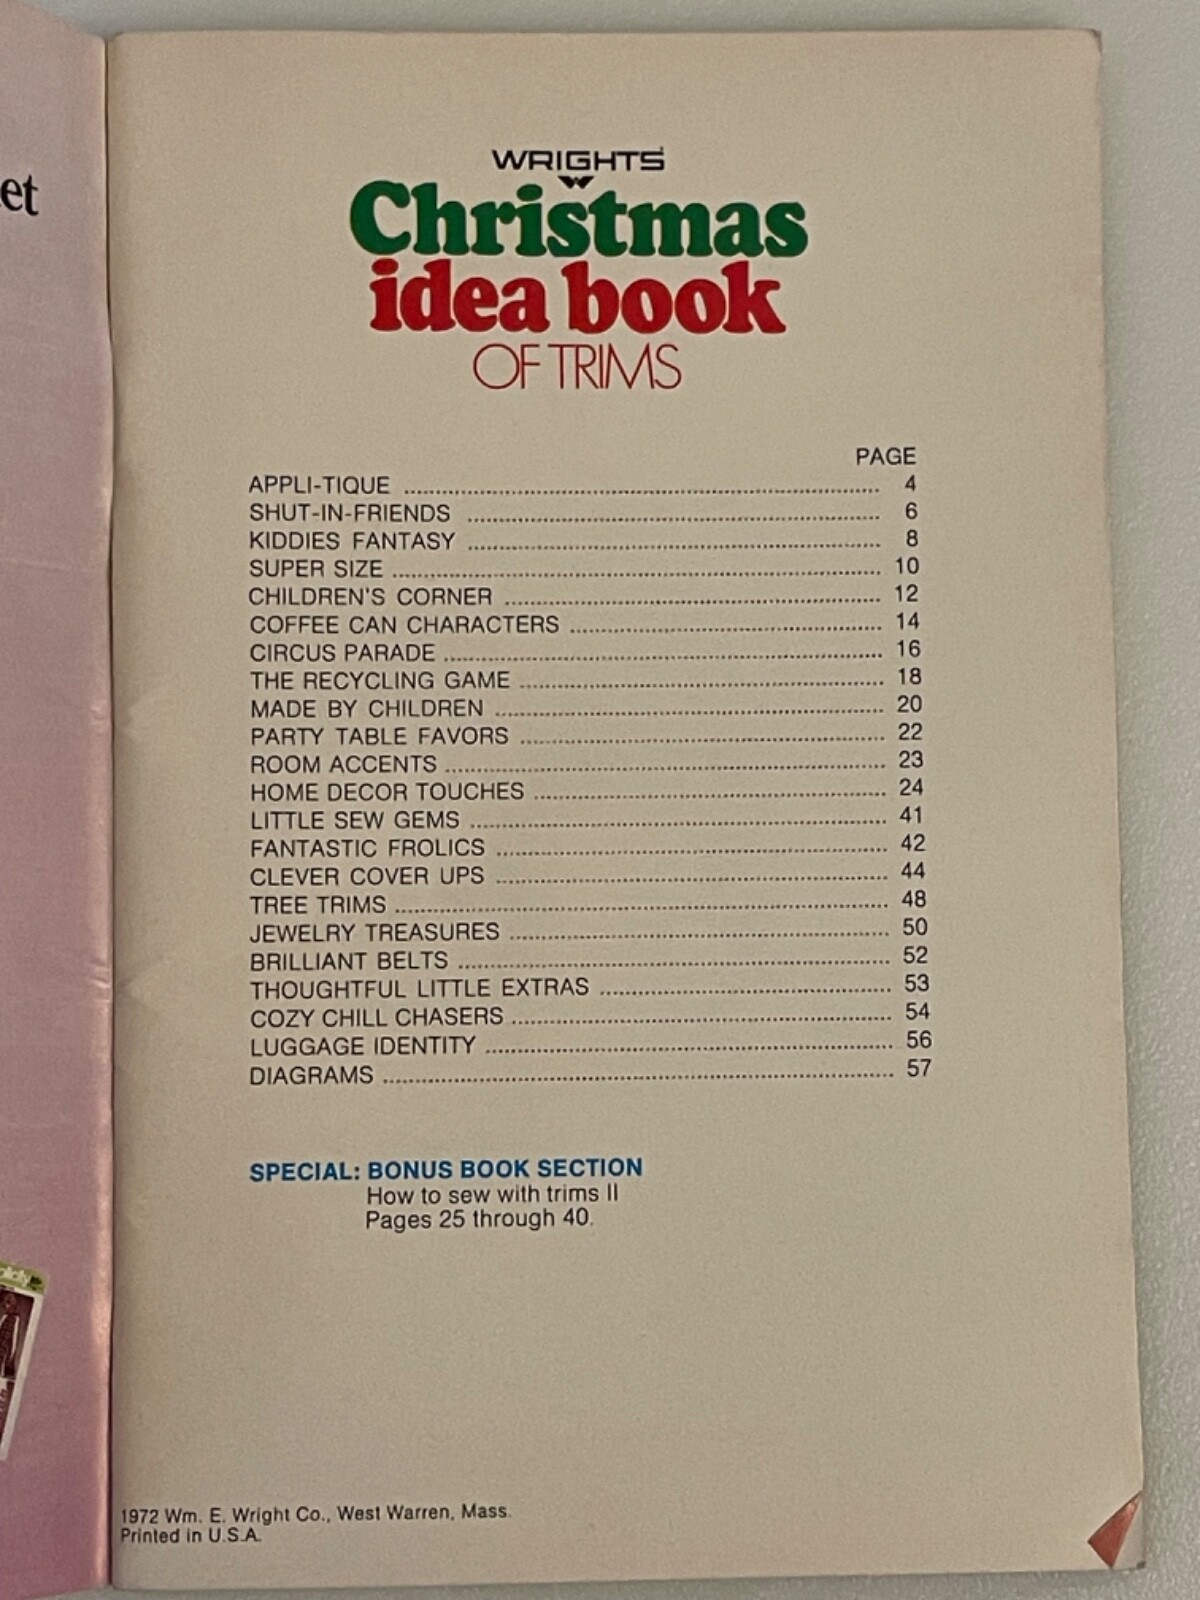 et
WRIGHTS
Christmas
idea book
OF TRIMS
PAGE
APPLI-TIQUE 4
SHUT-IN-FRIENDS 6
KIDDIES FANTASY 8
SUPER SIZE 10
CHILDREN'S CORNER 12
COFFEE CAN CHARACTERS 14
CIRCUS PARADE 16
THE RECYCLING GAME 18
MADE BY CHILDREN 20
PARTY TABLE FAVORS 22
ROOM ACCENTS 23
HOME DECOR TOUCHES 24
LITTLE SEW GEMS 41
FANTASTIC FROLICS 42
CLEVER COVER UPS 44
TREE TRIMS 48
JEWELRY TREASURES 50
BRILLIANT BELTS 52
THOUGHTFUL LITTLE EXTRAS 53
COZY CHILL CHASERS 54
LUGGAGE IDENTITY 56
DIAGRAMS 57
SPECIAL: BONUS BOOK SECTION
How to sew with trims II
Pages 25 through 40.
1972 Wm. E. Wright Co., West Warren, Mass.
Printed in U.S.A.